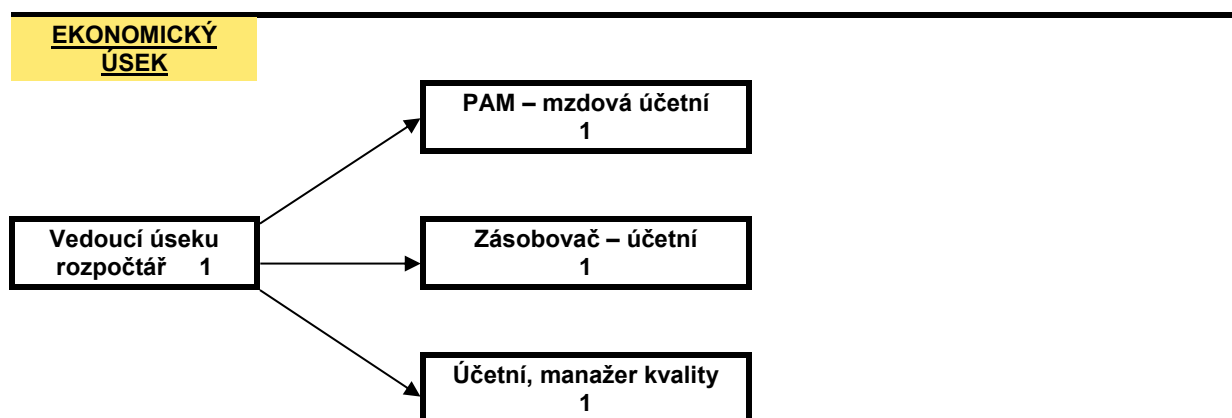 EKONOMICKÝ
ÚSEK
PAM – mzdová účetní
1
Vedoucí úseku
rozpočtář 1
Zásobovač – účetní
1
Účetní, manažer kvality
1